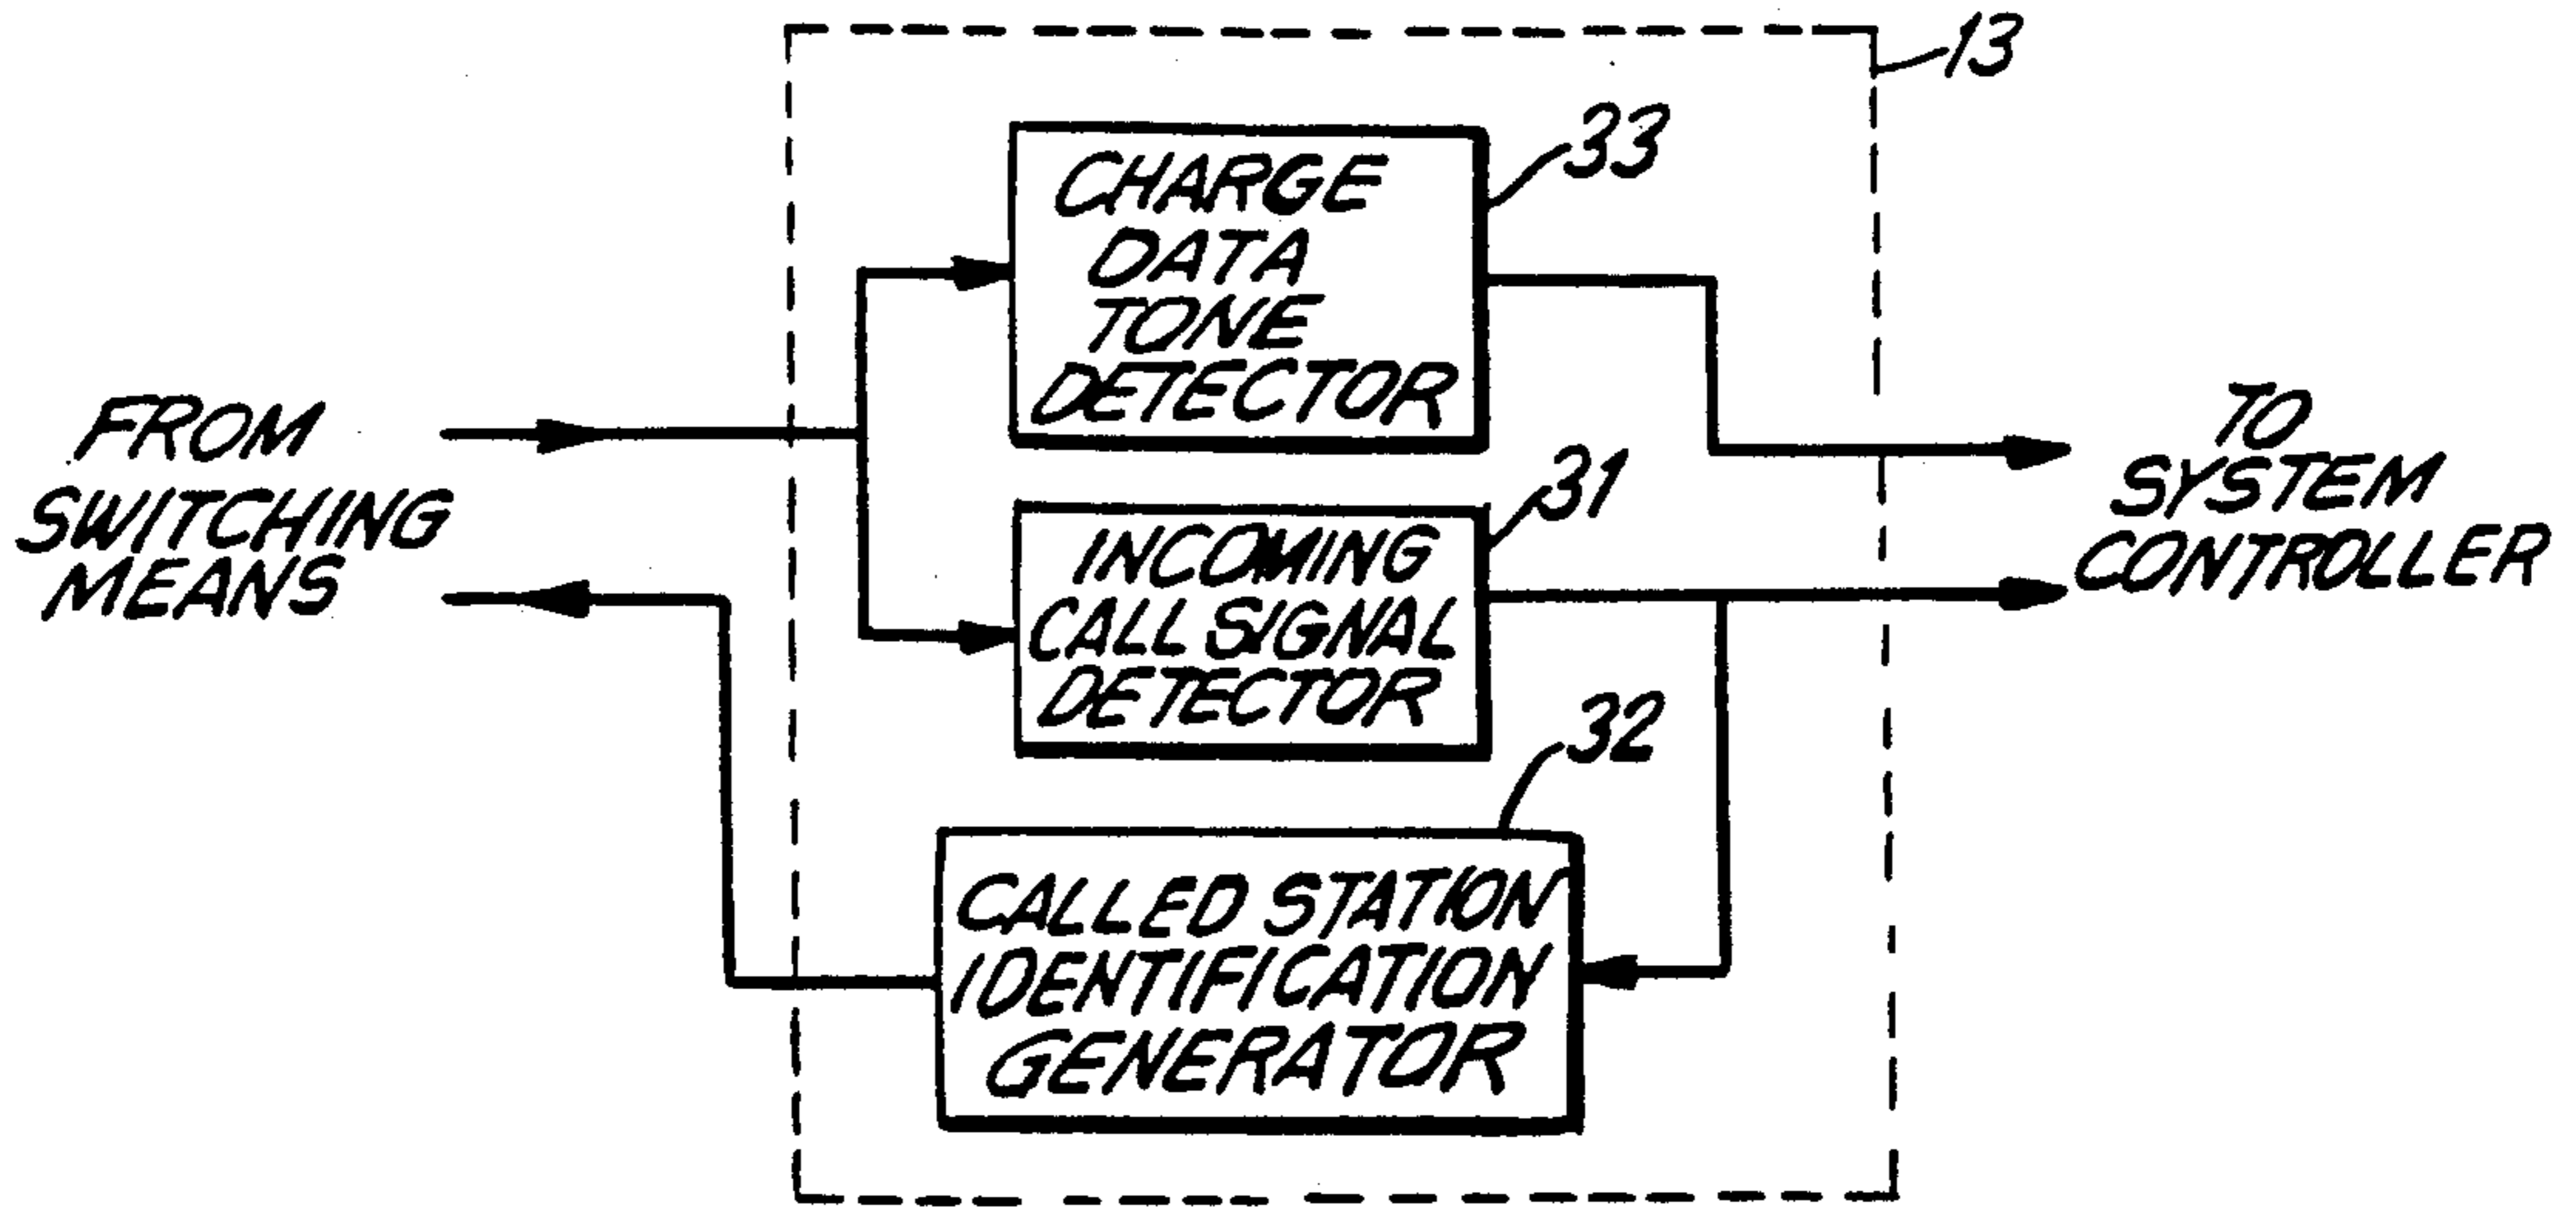 13
33
CHARGE
DATA
TONE
DETECTOR
FROM
SWITCHING
MEANS
TO
SYSTEM
CONTROLLER
31
INCOMING
CALL SIGNAL
DETECTOR
32
CALLED STATION
IDENTIFICATION
GENERATOR